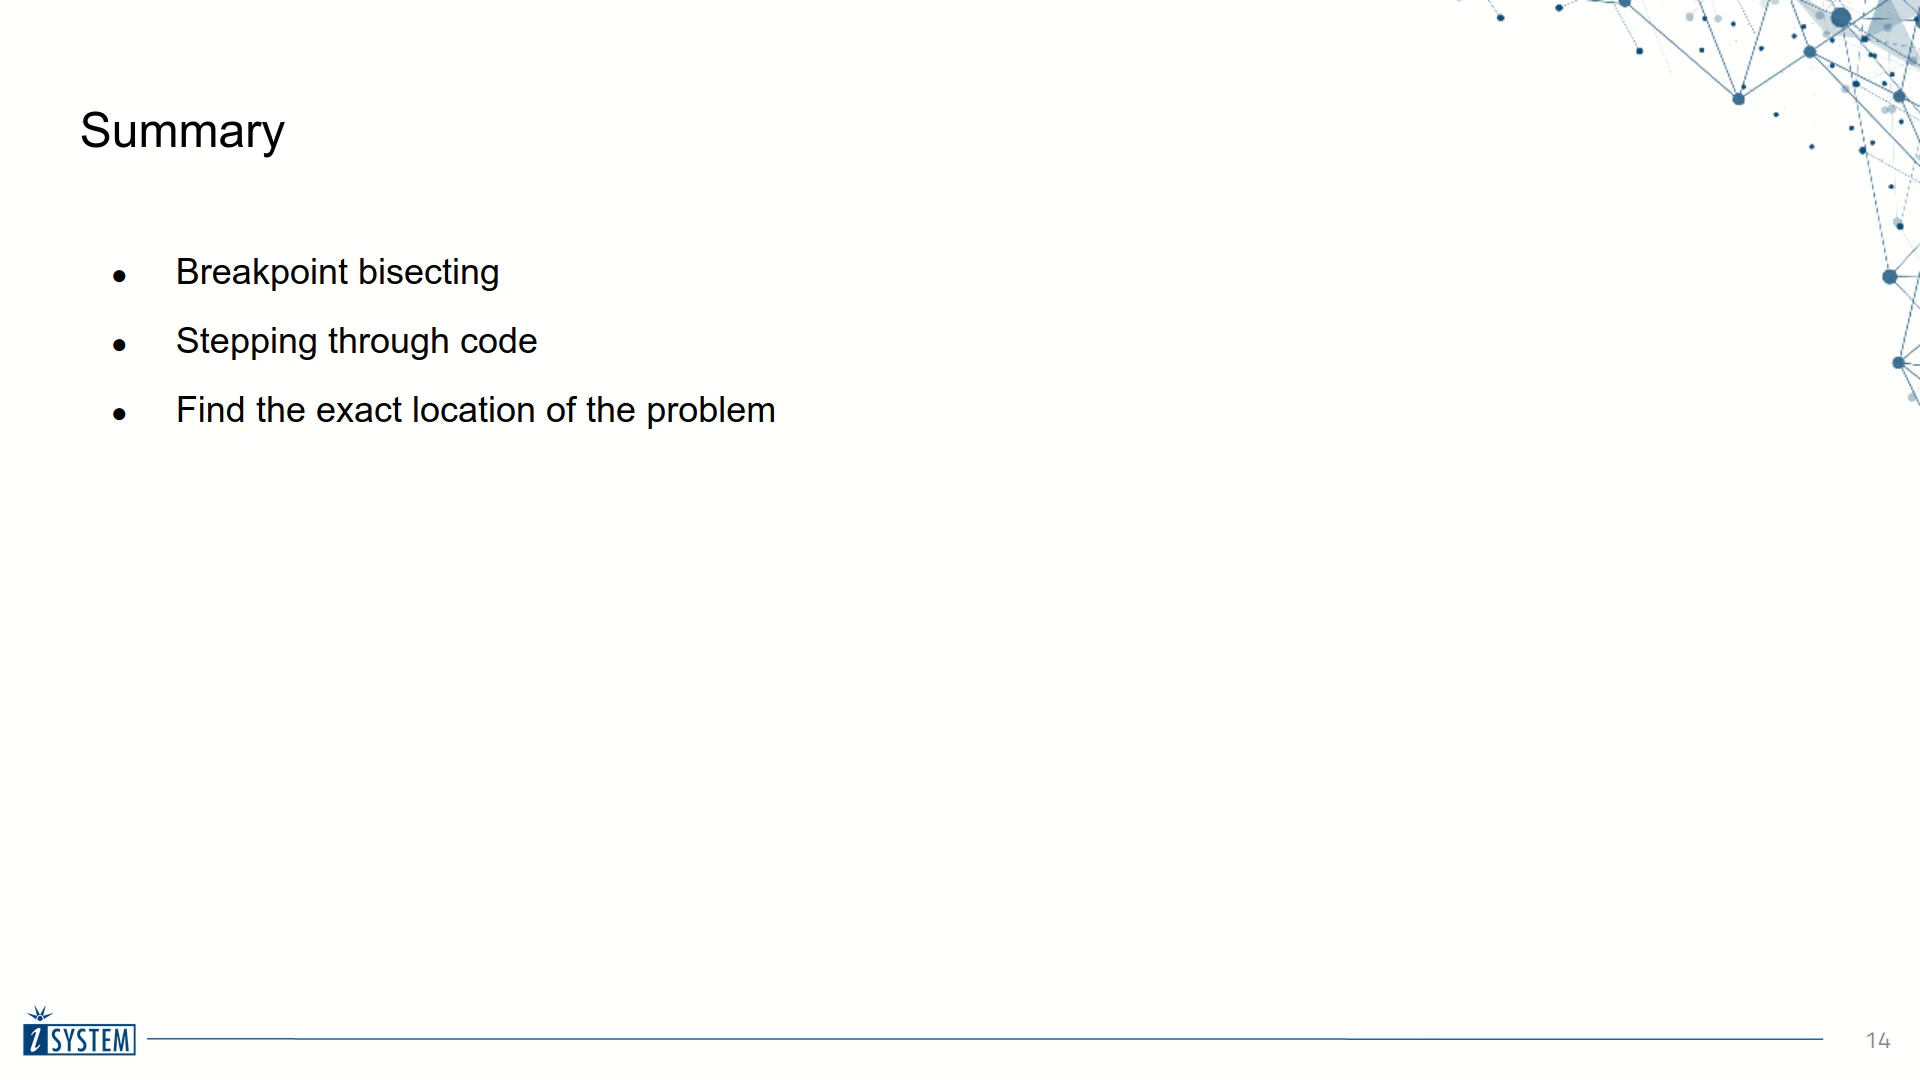 Summary
● Breakpoint bisecting
● Stepping through code
● Find the exact location of the problem
iSYSTEM
14